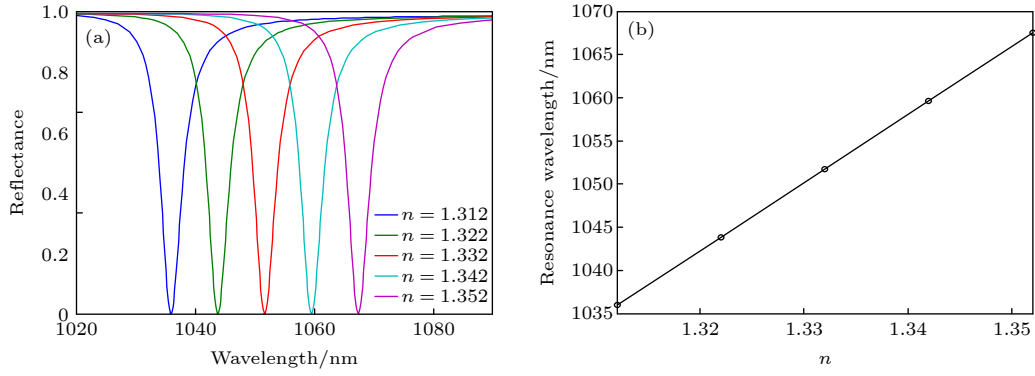 (a)
Reflectance
1.0
0.8
0.6
0.4
0.2
0
1020
1040
1060
1080
Wavelength/nm
n = 1.312
n = 1.322
n = 1.332
n = 1.342
n = 1.352
(b)
Resonance wavelength/nm
1070
1065
1060
1055
1050
1045
1040
1035
1.32
1.33
1.34
1.35
n